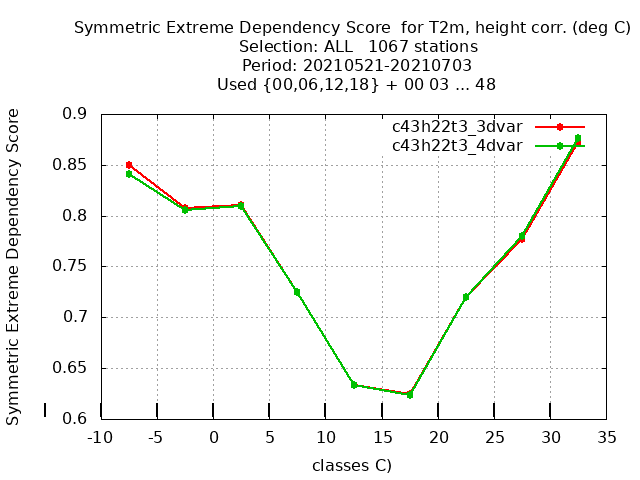 Symmetric Extreme Dependency Score  for T2m, height corr. (deg C)
Selection: ALL   1067 stations
Period: 20210521-20210703
Used {00,06,12,18} + 00 03 ... 48
Symmetric Extreme Dependency Score
0.9
0.85
0.8
0.75
0.7
0.65
0.6
c43h22t3_3dvar
c43h22t3_4dvar
-10 -5 0 5 10 15 20 25 30 35
classes C)